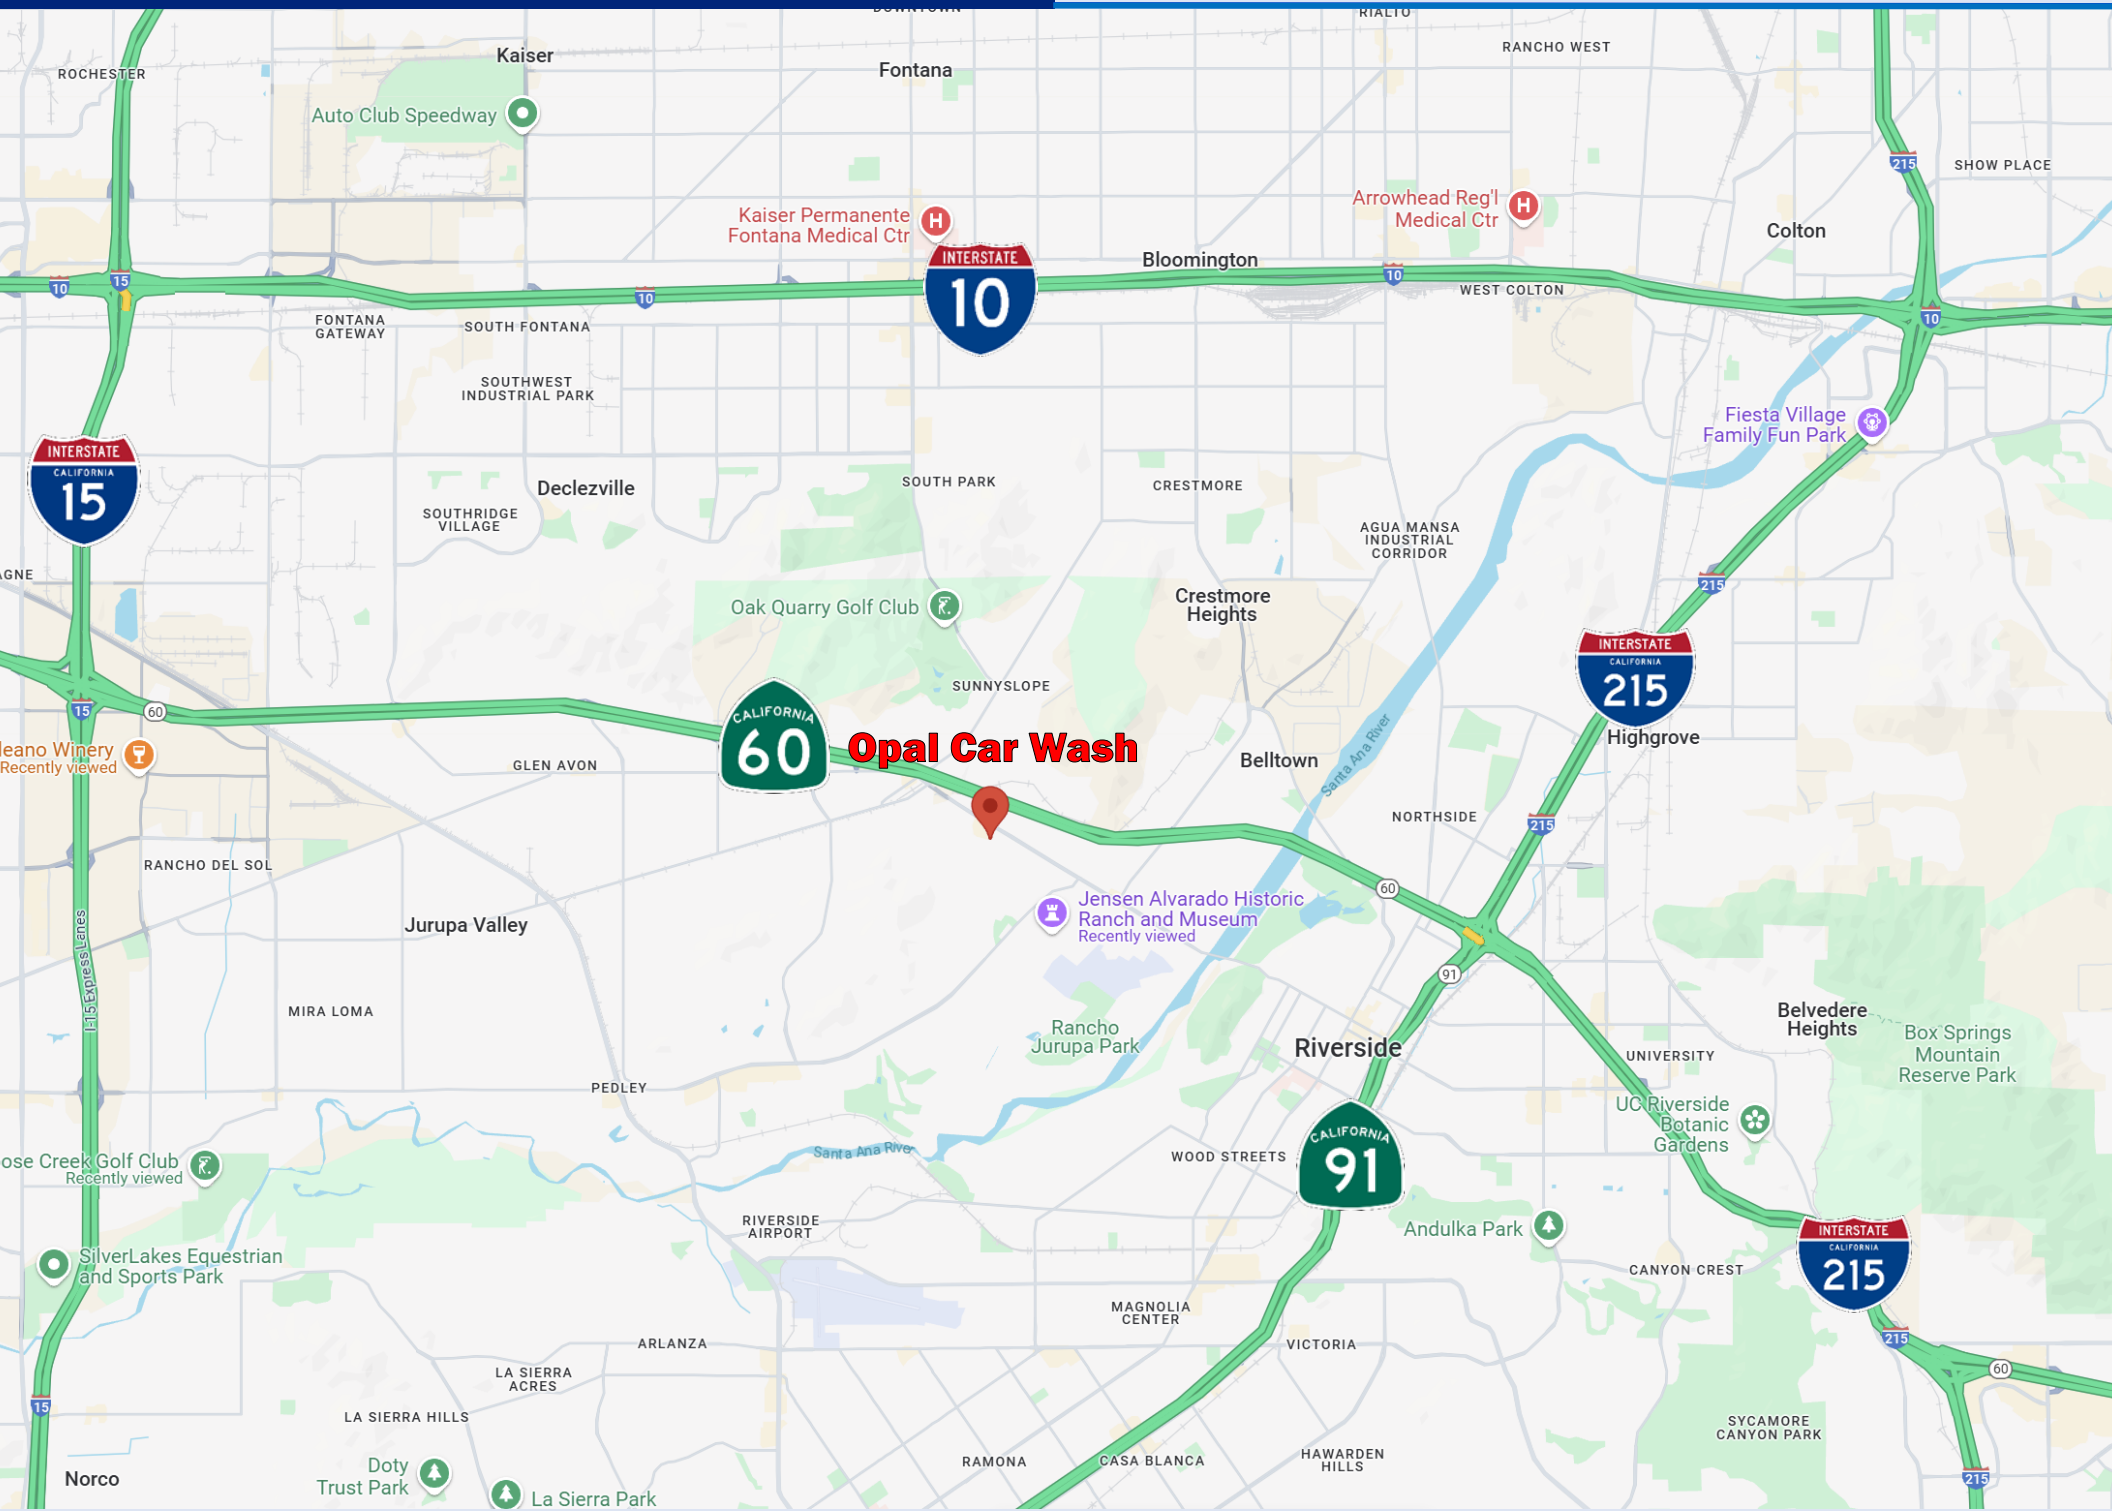 RIALTO
RANCHO WEST
Kaiser
Fontana
ROCHESTER
Auto Club Speedway
215
SHOW PLACE
Kaiser Permanente
Fontana Medical Ctr
H
Arrowhead Reg'l
Medical Ctr
H
Colton
INTERSTATE
10
Bloomington
10
15
10
10
WEST COLTON
10
FONTANA
GATEWAY
SOUTH FONTANA
SOUTHWEST
INDUSTRIAL PARK
Fiesta Village
Family Fun Park
INTERSTATE
CALIFORNIA
15
Declezville
SOUTH PARK
CRESTMORE
SOUTHRIDGE
VILLAGE
AGUA MANSA
INDUSTRIAL
CORRIDOR
AGNE
215
Oak Quarry Golf Club
Crestmore
Heights
INTERSTATE
CALIFORNIA
215
SUNNYSLOPE
15
60
CALIFORNIA
60
Opal Car Wash
Highgrove
leano Winery
Recently viewed
GLEN AVON
Belltown
Santa Ana River
NORTHSIDE
215
RANCHO DEL SOL
60
Jensen Alvarado Historic
Ranch and Museum
Recently viewed
Jurupa Valley
I-15 Express Lanes
91
MIRA LOMA
Rancho
Jurupa Park
Riverside
Belvedere
Heights
Box Springs
Mountain
Reserve Park
UNIVERSITY
PEDLEY
UC Riverside
Botanic
Gardens
CALIFORNIA
91
Santa Ana River
WOOD STREETS
ose Creek Golf Club
Recently viewed
RIVERSIDE
AIRPORT
Andulka Park
INTERSTATE
CALIFORNIA
215
SilverLakes Equestrian
and Sports Park
CANYON CREST
MAGNOLIA
CENTER
ARLANZA
VICTORIA
215
60
LA SIERRA
ACRES
15
LA SIERRA HILLS
SYCAMORE
CANYON PARK
RAMONA
CASA BLANCA
HAWARDEN
HILLS
Norco
Doty
Trust Park
La Sierra Park
215